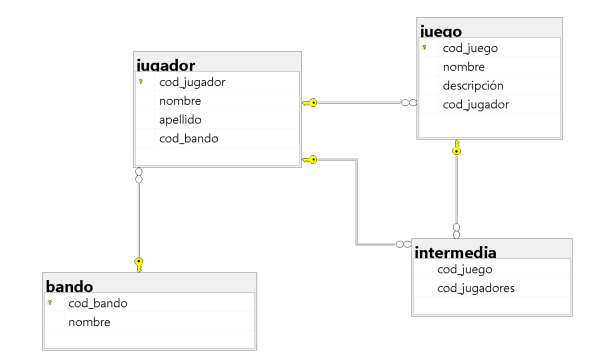 juego
cod_juego
nombre
descripción
cod_jugador
jugador
cod_jugador
nombre
apellido
cod_bando
intermedia
cod_juego
cod_jugadores
bando
cod_bando
nombre